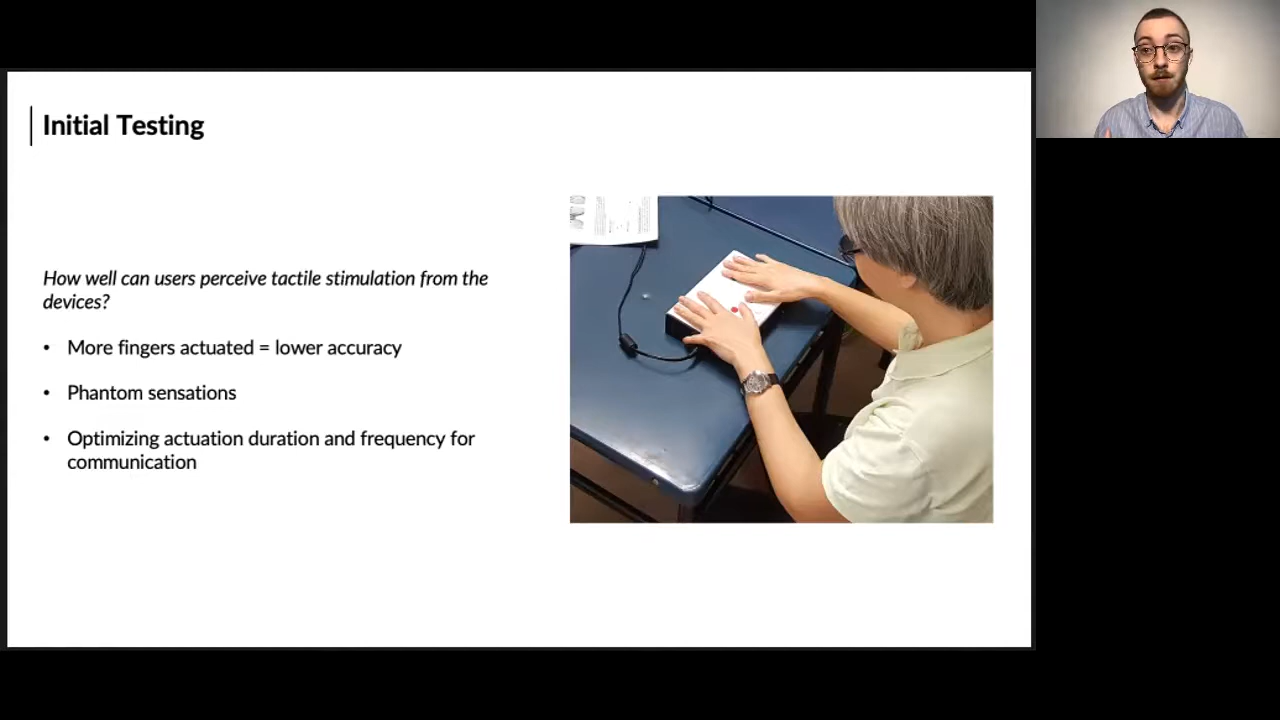 Initial Testing
How well can users perceive tactile stimulation from the
devices?
• More fingers actuated = lower accuracy
• Phantom sensations
• Optimizing actuation duration and frequency for
communication